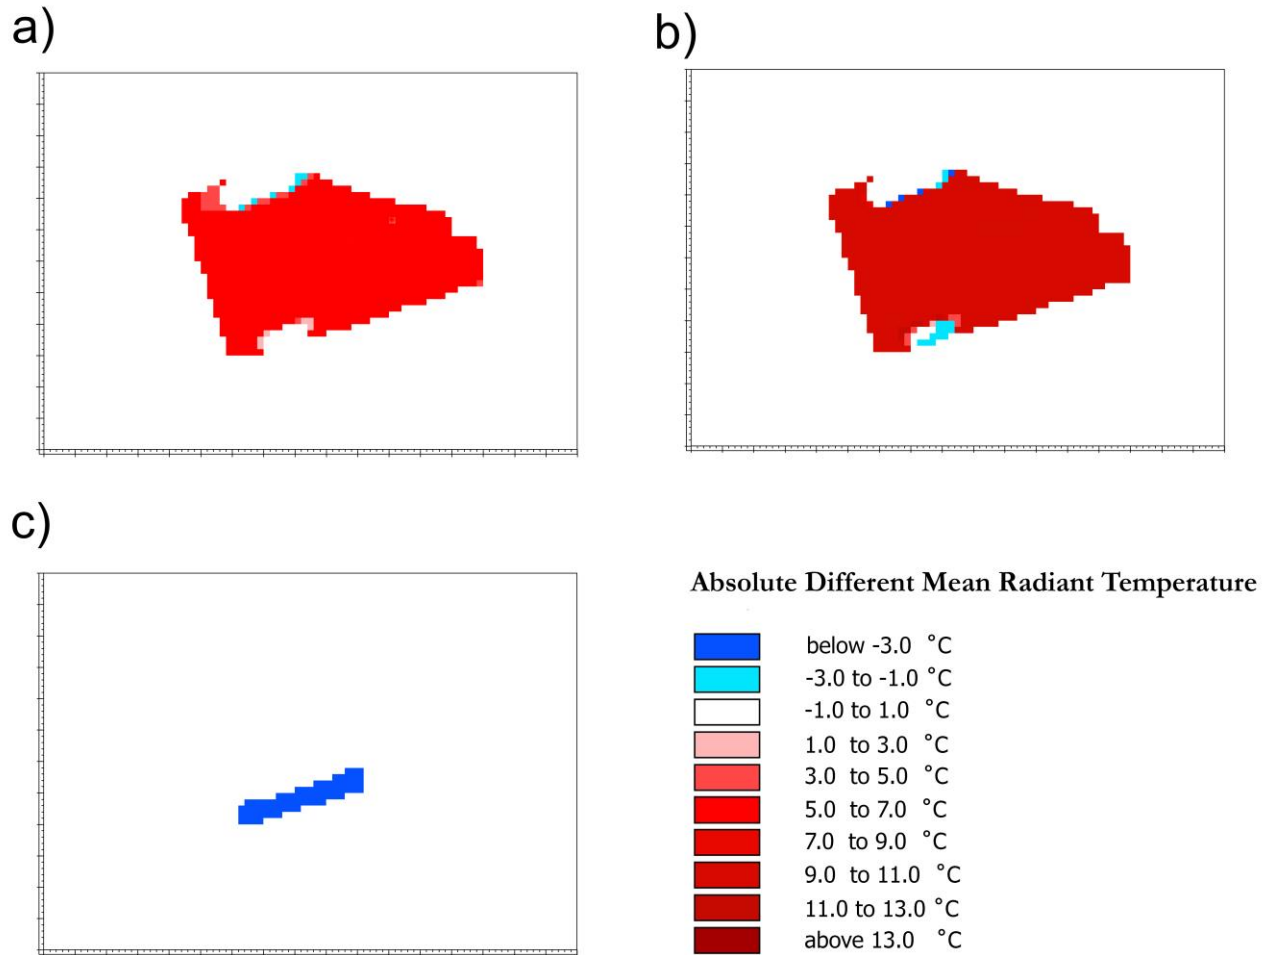 a)
b)
c)
Absolute Different Mean Radiant Temperature
below -3.0 °C
-3.0 to -1.0 °C
-1.0 to 1.0 °C
1.0 to 3.0 °C
3.0 to 5.0 °C
5.0 to 7.0 °C
7.0 to 9.0 °C
9.0 to 11.0 °C
11.0 to 13.0 °C
above 13.0 °C